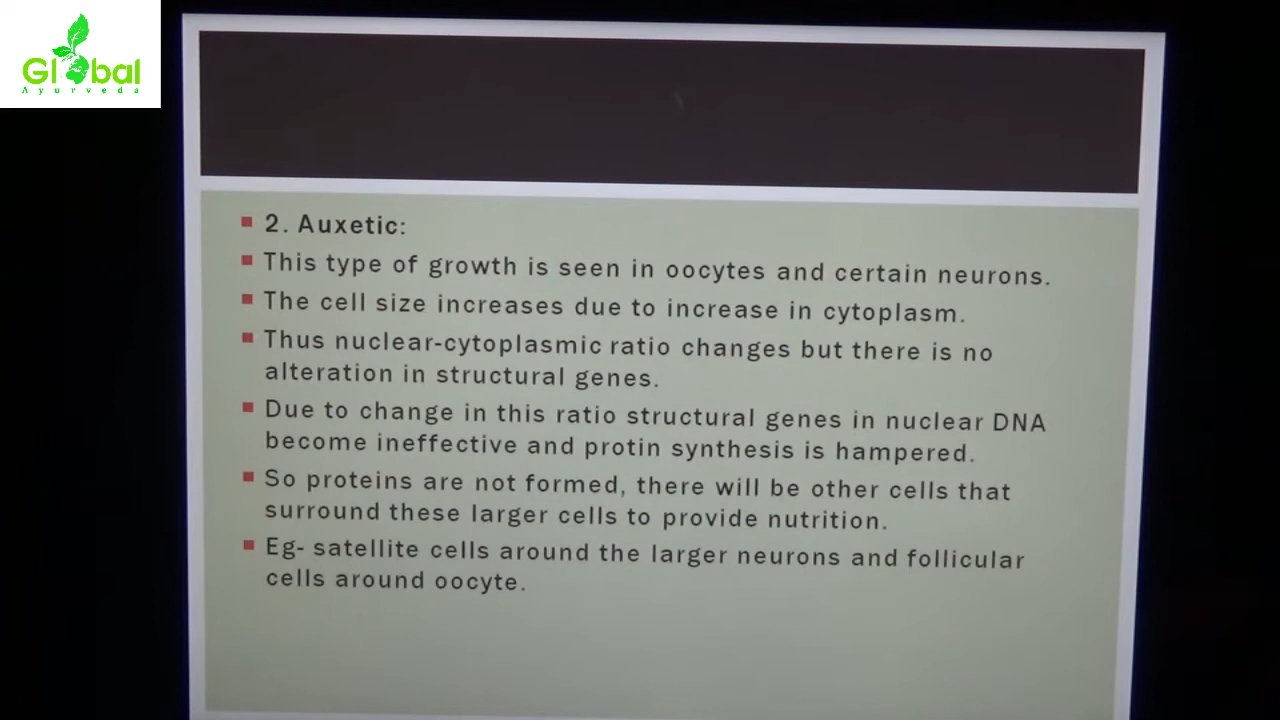 Global
Ayurveda
2. Auxetic:
This type of growth is seen in oocytes and certain neurons.
The cell size increases due to increase in cytoplasm.
Thus nuclear-cytoplasmic ratio changes but there is no
alteration in structural genes.
Due to change in this ratio structural genes in nuclear DNA
become ineffective and protin synthesis is hampered.
So proteins are not formed, there will be other cells that
surround these larger cells to provide nutrition.
Eg- satellite cells around the larger neurons and follicular
cells around oocyte.